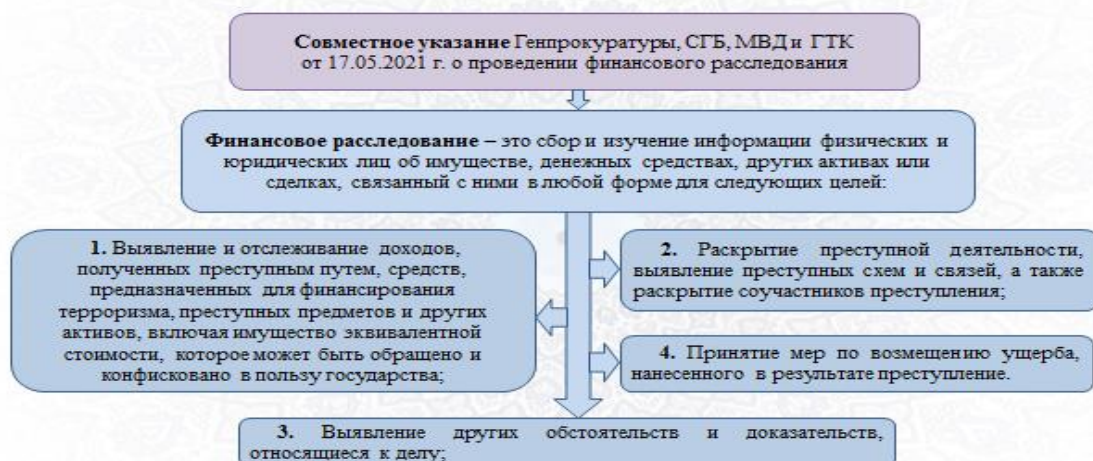 Совместное указание Генпрокуратуры, СГБ, МВД и ГТК
от 17.05.2021 г. о проведении финансового расследования
Финансовое расследование – это сбор и изучение информации физических и
юридических лиц об имуществе, денежных средствах, других активах или
сделках, связанный с ними в любой форме для следующих целей:
1. Выявление и отслеживание доходов,
полученных преступным путем, средств,
предназначенных для финансирования
терроризма, преступных предметов и других
активов, включая имущество эквивалентной
стоимости, которое может быть обращено и
конфисковано в пользу государства;
2. Раскрытие преступной деятельности,
выявление преступных схем и связей, а также
раскрытие соучастников преступления;
4. Принятие мер по возмещению ущерба,
нанесенного в результате преступление.
3. Выявление других обстоятельств и доказательств,
относящиеся к делу;